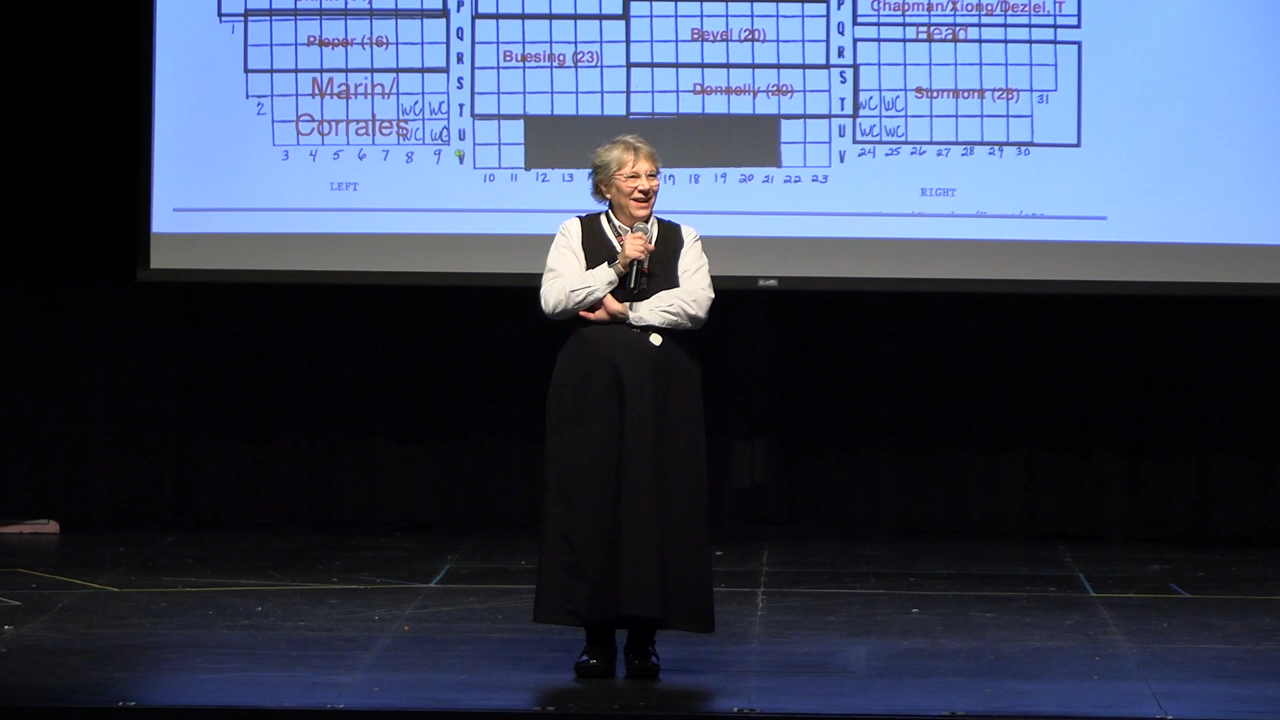 P
P
Chapman/Xiong/Deziel, T
1
Pieper (16)
Q
Buesing (23)
Beyel (20)
Q
Head
R
R
Marin/
S
Donnelly (20)
S
Stormont (28)
2
WC WC
T
T
WC WC
31
Corrales
WC WC
U
U
WC WC
3 4 5 6 7 8 9
V
V
24 25 26 27 28 29 30
10 11 12 13 17 18 19 20 21 22 23
LEFT
RIGHT